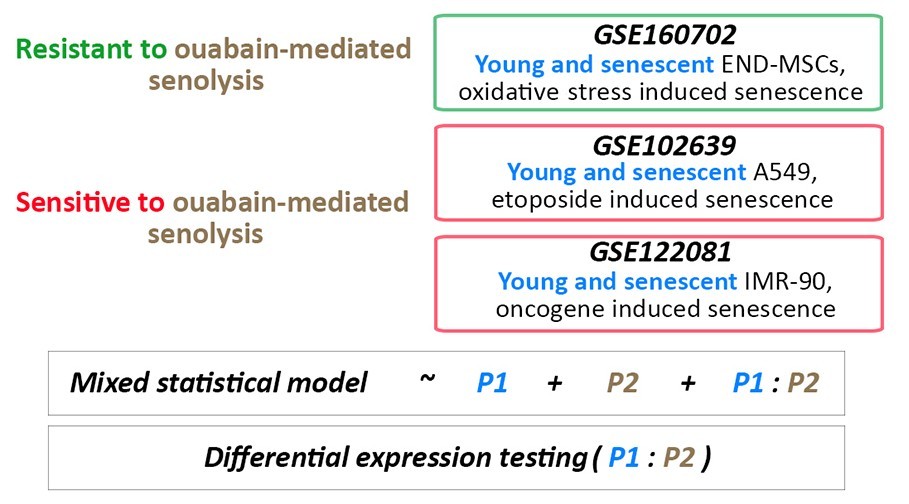 Resistant to ouabain-mediated
senolysis
GSE160702
Young and senescent END-MSCs,
oxidative stress induced senescence
Sensitive to ouabain-mediated
senolysis
GSE102639
Young and senescent A549,
etoposide induced senescence
GSE122081
Young and senescent IMR-90,
oncogene induced senescence
Mixed statistical model ~ P1 + P2 + P1 : P2
Differential expression testing ( P1 : P2 )